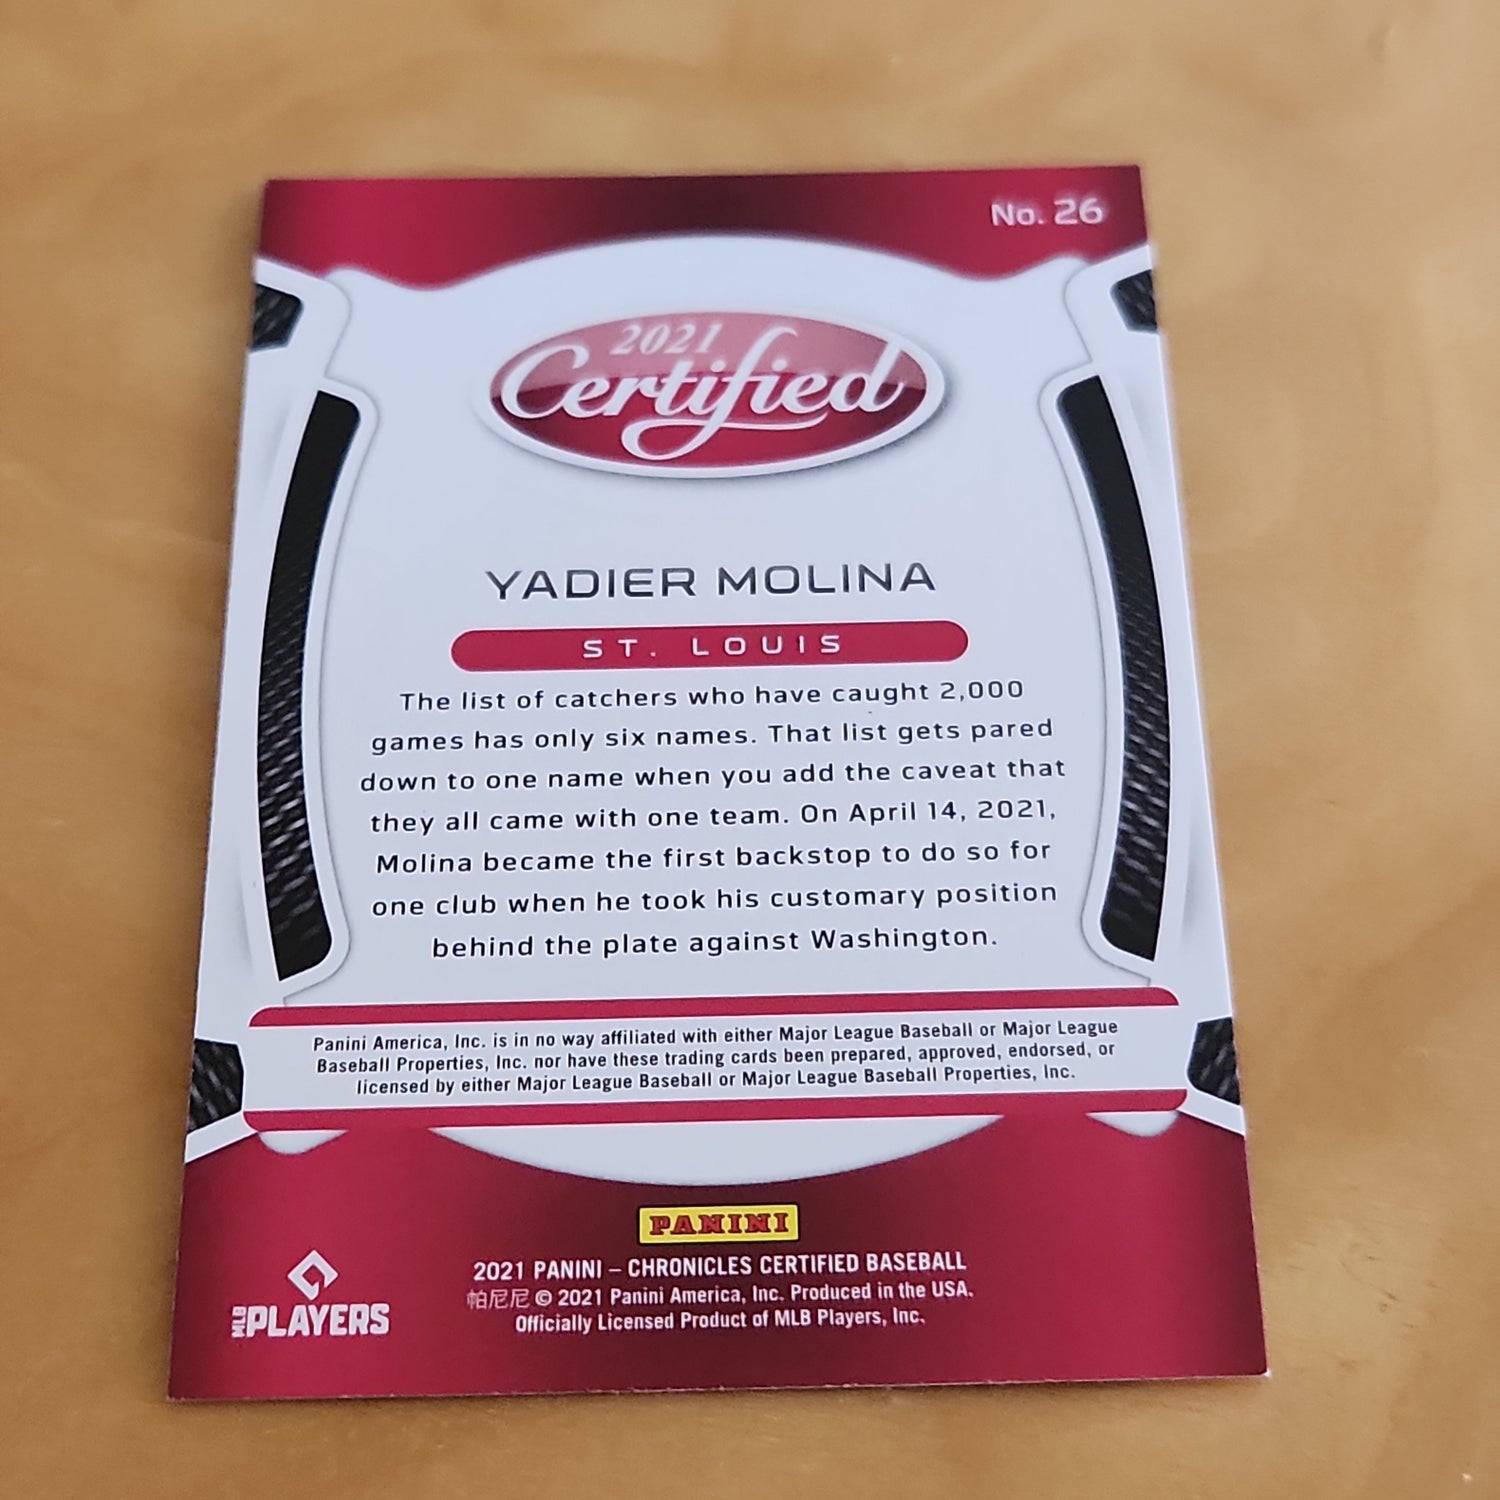 No. 26
2021
Certified
YADIER MOLINA
ST. LOUIS
The list of catchers who have caught 2,000
games has only six names. That list gets pared
down to one name when you add the caveat that
they all came with one team. On April 14, 2021,
Molina became the first backstop to do so for
one club when he took his customary position
behind the plate against Washington.
Panini America, Inc. is in no way affiliated with either Major League Baseball or Major League
Baseball Properties, Inc. nor have these trading cards been prepared, approved, endorsed, or
licensed by either Major League Baseball or Major League Baseball Properties, Inc.
PANINI
2021 PANINI – CHRONICLES CERTIFIED BASEBALL
帕尼尼 © 2021 Panini America, Inc. Produced in the USA.
Officially Licensed Product of MLB Players, Inc.
MLB PLAYERS